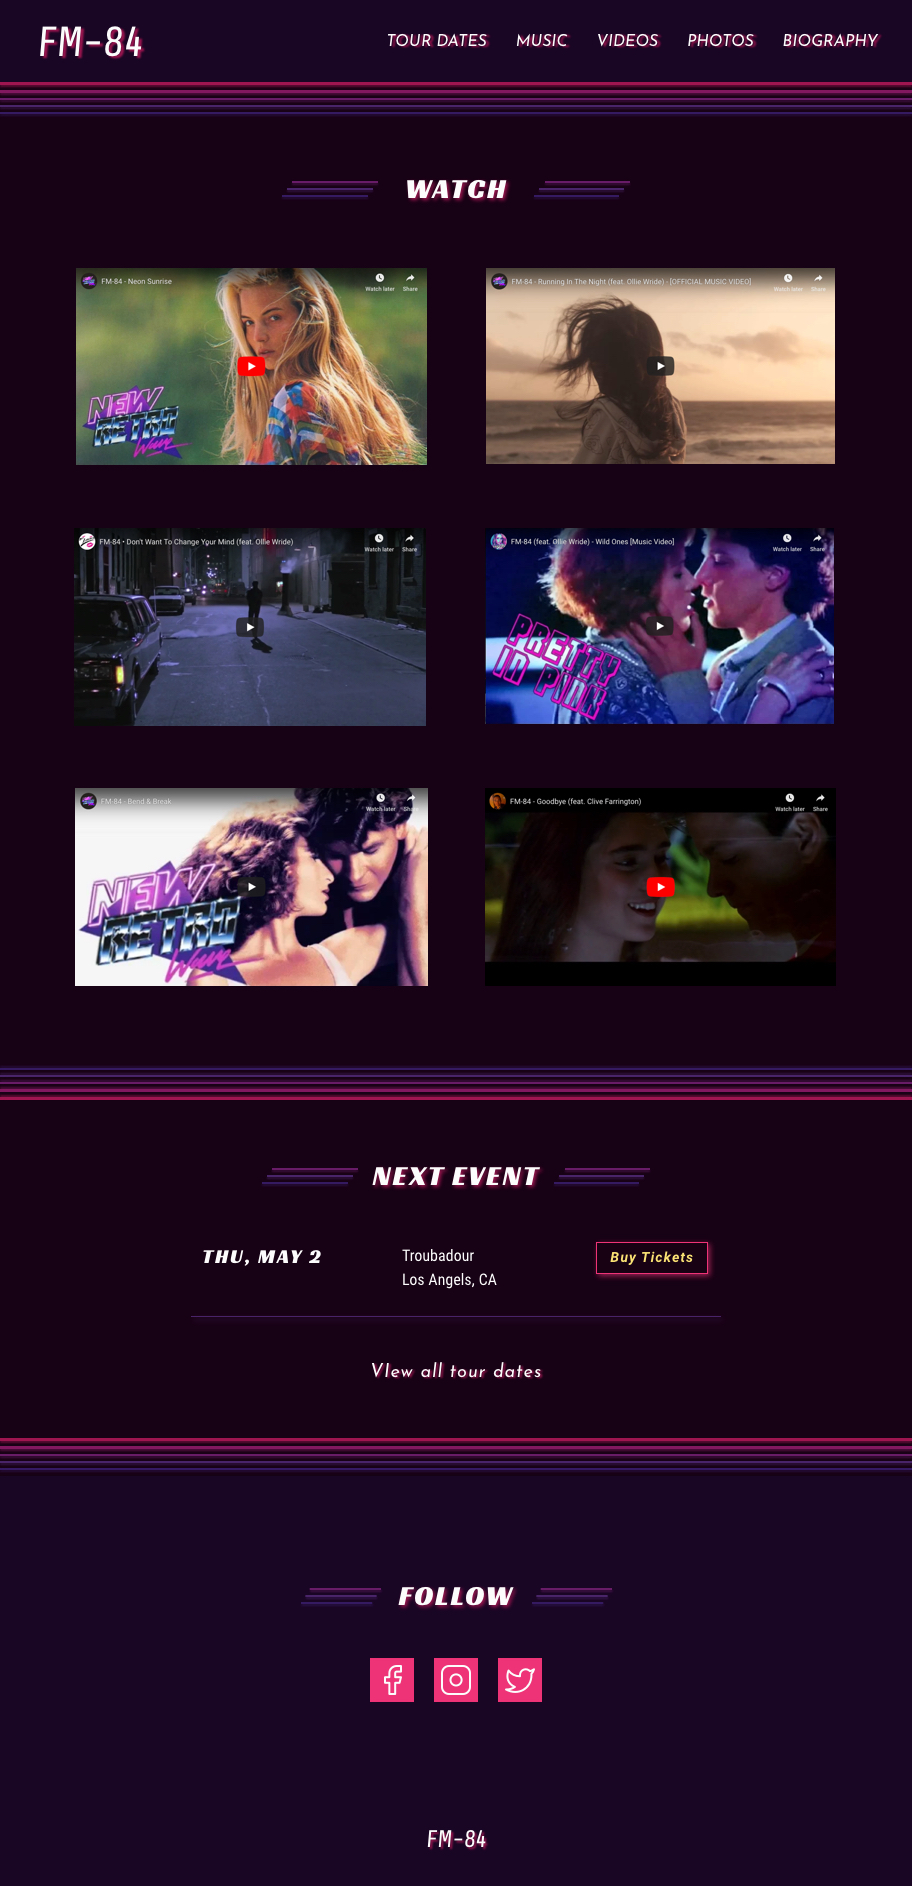 FM-84
TOUR DATES MUSIC VIDEOS PHOTOS BIOGRAPHY
WATCH
FM-84 - Neon Sunrise
Watch later Share
NEW
RETRO
Wave
FM-84 - Running In The Night (feat. Ollie Wride) - [OFFICIAL MUSIC VIDEO]
Watch later Share
FM-84 • Don't Want To Change Your Mind (feat. Ollie Wride)
Watch later Share
FM-84 (feat. Ollie Wride) - Wild Ones [Music Video]
Watch later Share
PRETTY
IN PINK
FM-84 - Bend & Break
Watch later Share
NEW
RETRO
Wave
FM-84 - Goodbye (feat. Clive Farrington)
Watch later Share
NEXT EVENT
THU, MAY 2
Troubadour
Los Angels, CA
Buy Tickets
VIew all tour dates
FOLLOW
FM-84